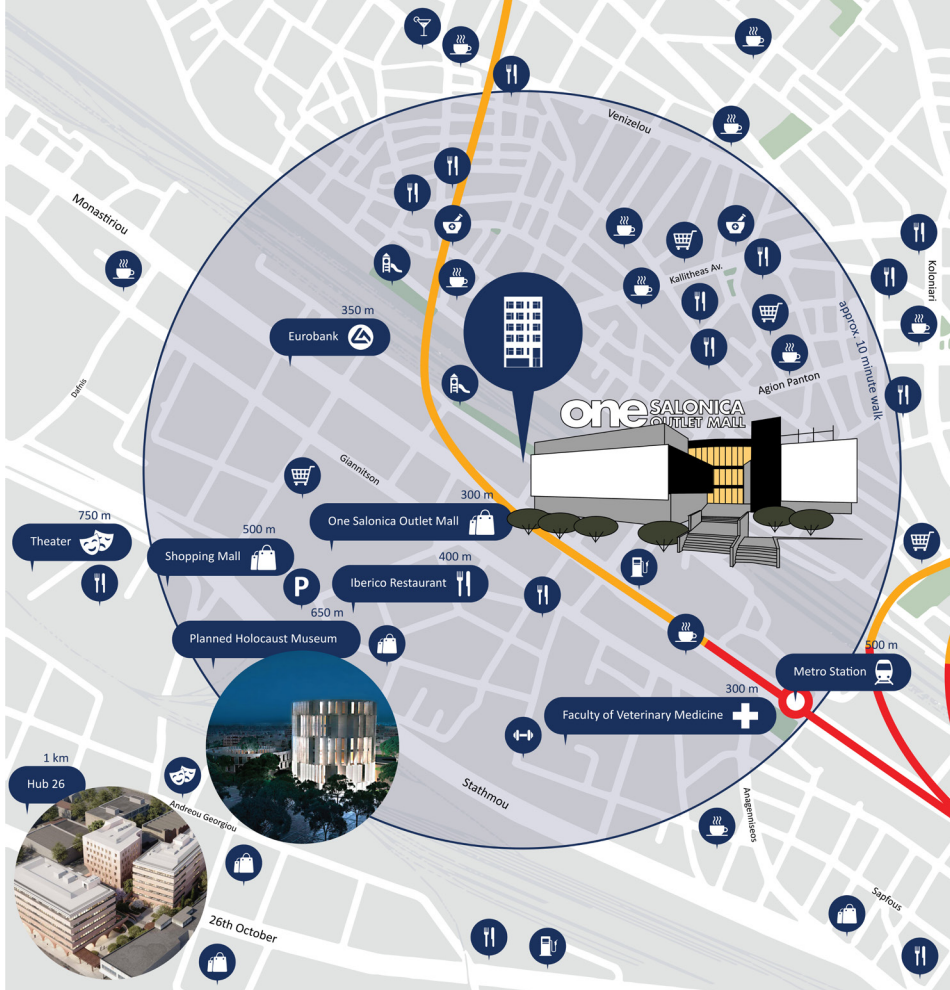 Venizelou
Monastiriou
Kallitheas Av.
Koloniari
350 m
Eurobank
approx. 10 minute walk
Dafnis
Agion Panton
one SALONICA
OUTLET MALL
Giannitson
300 m
One Salonica Outlet Mall
750 m
Theater
500 m
Shopping Mall
400 m
Iberico Restaurant
P
650 m
Planned Holocaust Museum
500 m
Metro Station
300 m
Faculty of Veterinary Medicine
1 km
Hub 26
Stathmou
Andreou Georgiou
Anagenniseos
Sapfous
26th October